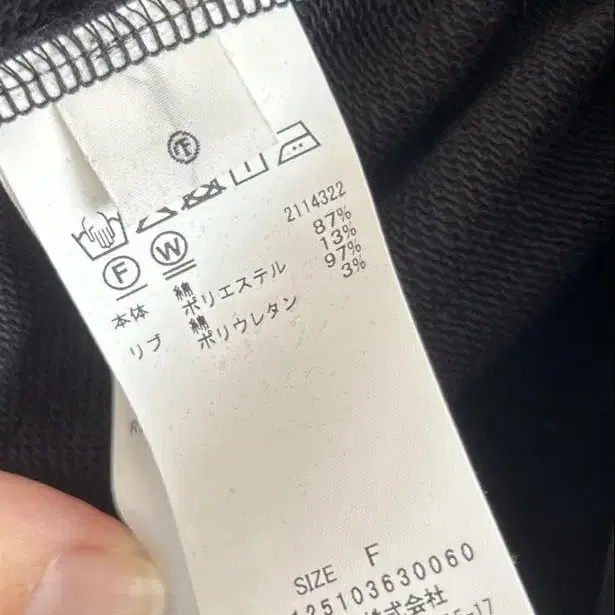 F
F W
2114322
本体 綿 87%
ポリエステル 13%
リブ 綿 97%
ポリウレタン 3%
SIZE F
125103630060
株式会社